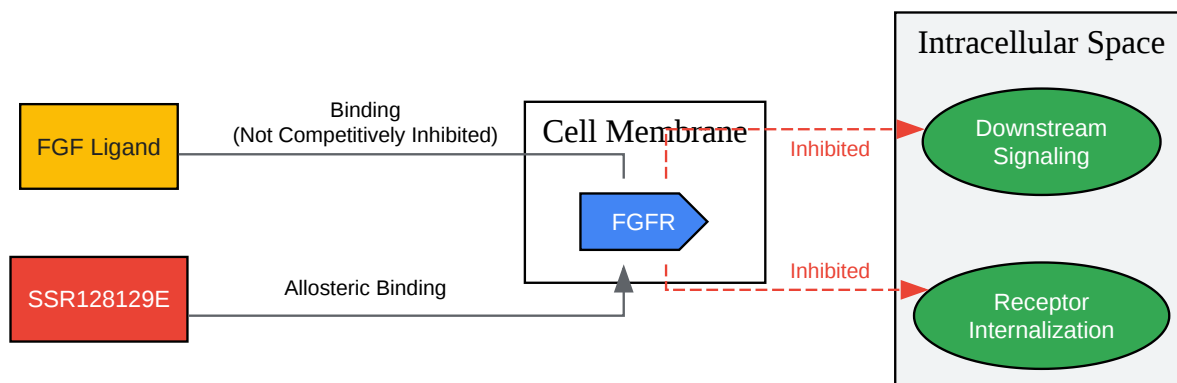 Intracellular Space
Binding
(Not Competitively Inhibited)
FGF Ligand
Cell Membrane
Inhibited
Downstream
Signaling
FGFR
SSR128129E
Allosteric Binding
Inhibited
Receptor
Internalization